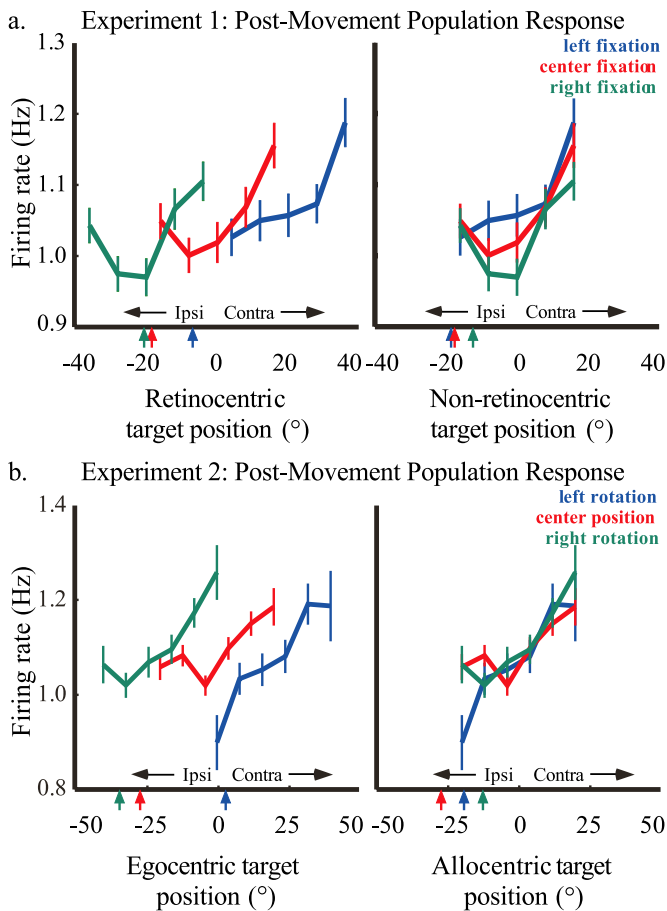 a. Experiment 1: Post-Movement Population Response
left fixation
center fixation
right fixation
Firing rate (Hz)
1.3
1.2
1.1
1.0
0.9
Ipsi Contra
Ipsi Contra
-40 -20 0 20 40
-40 -20 0 20 40
Retinocentric
target position (°)
Non-retinocentric
target position (°)
b. Experiment 2: Post-Movement Population Response
left rotation
center position
right rotation
Firing rate (Hz)
1.4
1.2
1.0
0.8
Ipsi Contra
Ipsi Contra
-50 -25 0 25 50
-50 -25 0 25 50
Egocentric target
position (°)
Allocentric target
position (°)